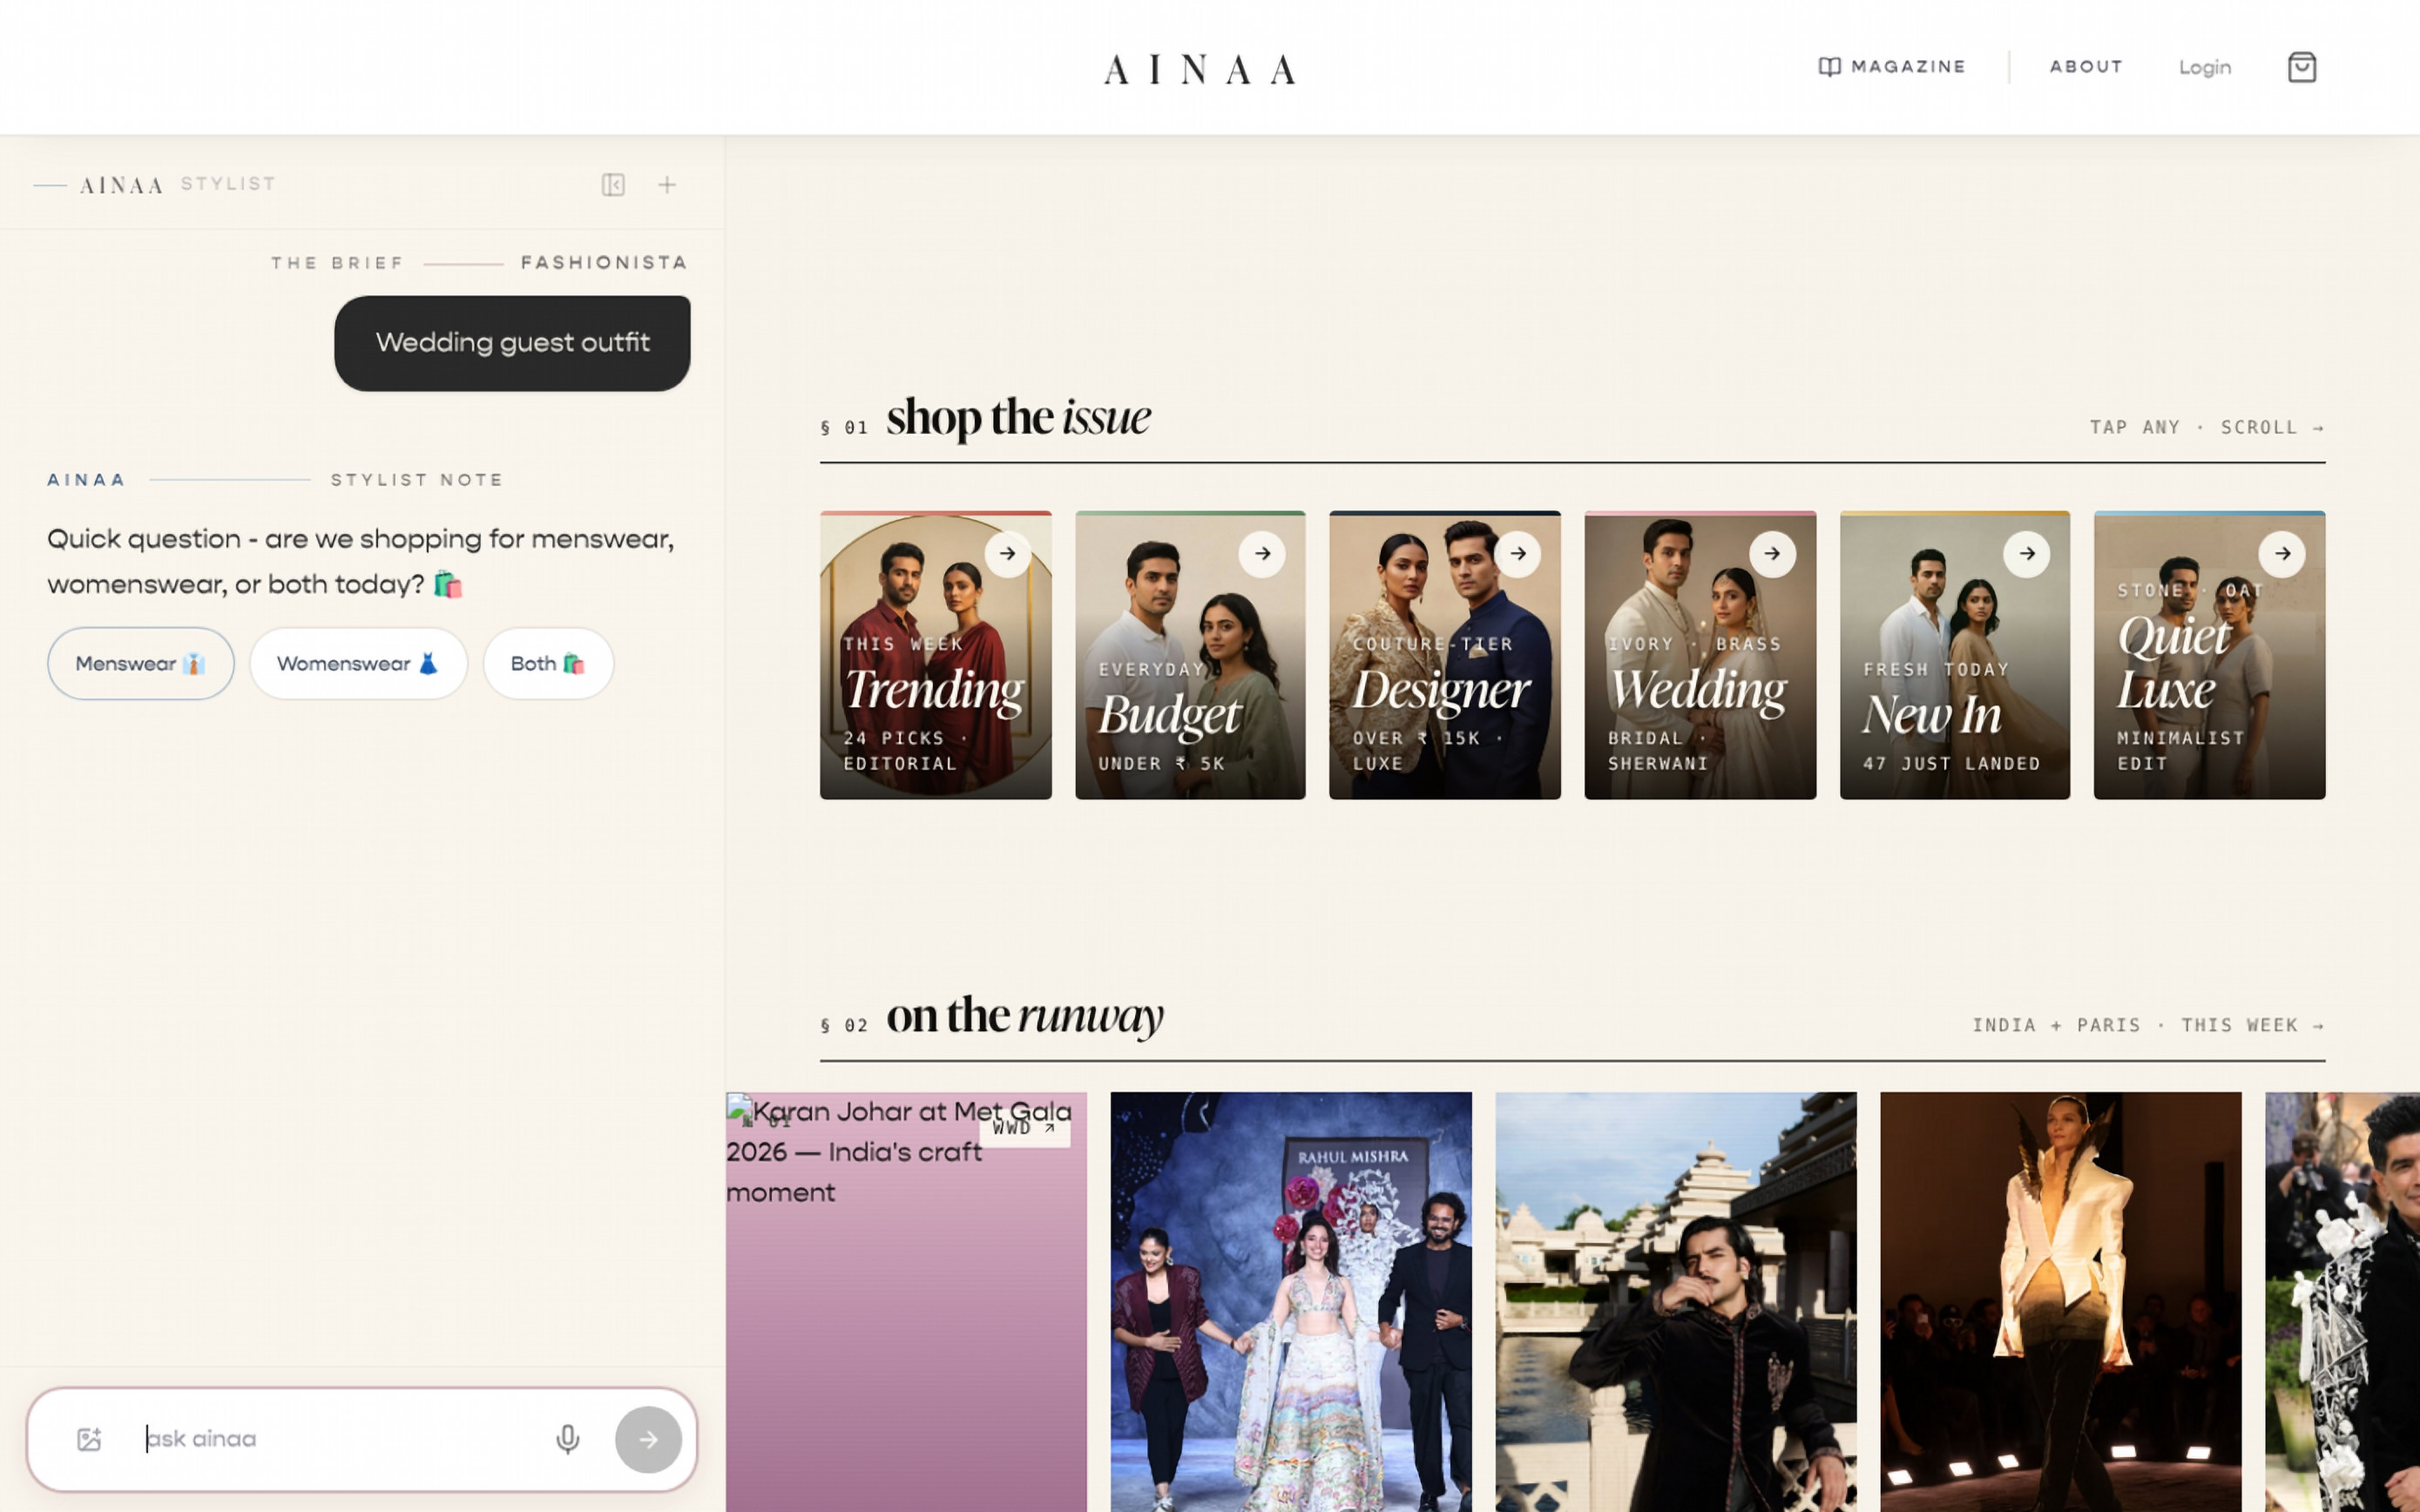 AINAA
MAGAZINE
ABOUT
Login
AINAA STYLIST
THE BRIEF
FASHIONISTA
Wedding guest outfit
AINAA
STYLIST NOTE
Quick question - are we shopping for menswear,
womenswear, or both today? 🛍️
Menswear 👔
Womenswear 👗
Both 🛍️
ask ainaa
§ 01 shop the issue
TAP ANY · SCROLL →
THIS WEEK
Trending
24 PICKS ·
EDITORIAL
EVERYDAY
Budget
UNDER ₹ 5K
COUTURE-TIER
Designer
OVER ₹ 15K ·
LUXE
IVORY · BRASS
Wedding
BRIDAL ·
SHERWANI
FRESH TODAY
New In
47 JUST LANDED
STONE · OAT
Quiet
Luxe
MINIMALIST
EDIT
§ 02 on the runway
INDIA + PARIS · THIS WEEK →
Karan Johar at Met Gala
2026 — India's craft
moment
№ 01
WWD ↗
RAHUL MISHRA